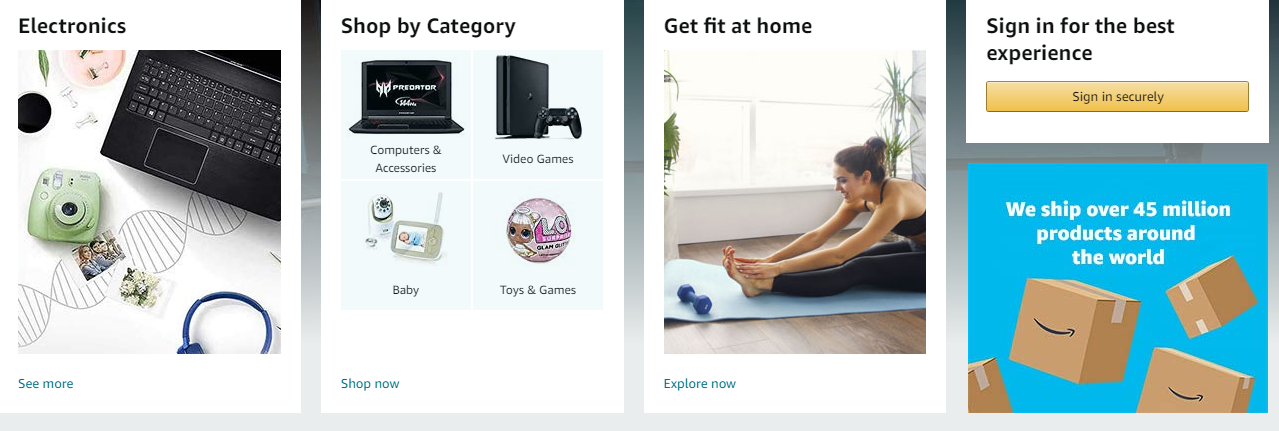 Electronics
See more
Shop by Category
PREDATOR
144Hz
Computers &
Accessories
Video Games
Baby
L.O.L.
SURPRISE!
GLAM GLITTER
Toys & Games
Shop now
Get fit at home
Explore now
Sign in for the best
experience
Sign in securely
We ship over 45 million
products around
the world